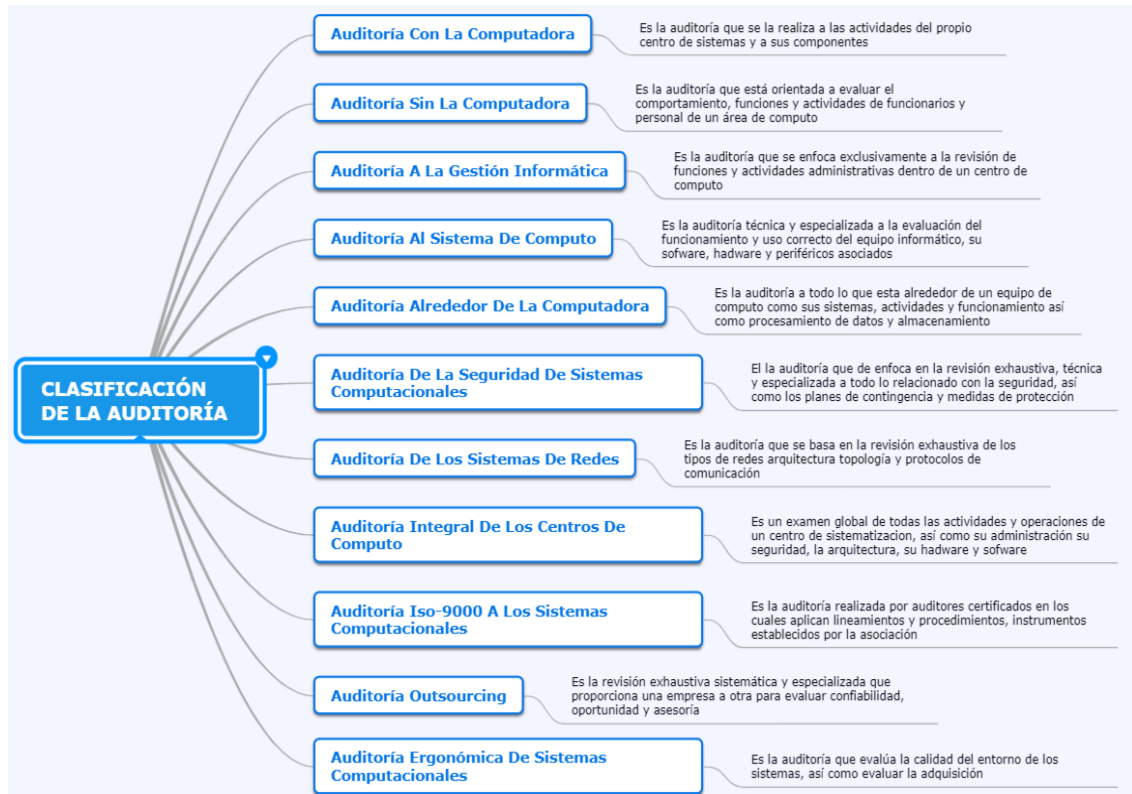 CLASIFICACIÓN
DE LA AUDITORÍA
Auditoría Con La Computadora
Es la auditoría que se la realiza a las actividades del propio
centro de sistemas y a sus componentes
Auditoría Sin La Computadora
Es la auditoría que está orientada a evaluar el
comportamiento, funciones y actividades de funcionarios y
personal de un área de computo
Auditoría A La Gestión Informática
Es la auditoría que se enfoca exclusivamente a la revisión de
funciones y actividades administrativas dentro de un centro de
computo
Auditoría Al Sistema De Computo
Es la auditoría técnica y especializada a la evaluación del
funcionamiento y uso correcto del equipo informático, su
sofware, hadware y periféricos asociados
Auditoría Alrededor De La Computadora
Es la auditoría a todo lo que esta alrededor de un equipo de
computo como sus sistemas, actividades y funcionamiento así
como procesamiento de datos y almacenamiento
Auditoría De La Seguridad De Sistemas
Computacionales
El la auditoría que de enfoca en la revisión exhaustiva, técnica
y especializada a todo lo relacionado con la seguridad, así
como los planes de contingencia y medidas de protección
Auditoría De Los Sistemas De Redes
Es la auditoría que se basa en la revisión exhaustiva de los
tipos de redes arquitectura topología y protocolos de
comunicación
Auditoría Integral De Los Centros De
Computo
Es un examen global de todas las actividades y operaciones de
un centro de sistematizacion, así como su administración su
seguridad, la arquitectura, su hadware y sofware
Auditoría Iso-9000 A Los Sistemas
Computacionales
Es la auditoría realizada por auditores certificados en los
cuales aplican lineamientos y procedimientos, instrumentos
establecidos por la asociación
Auditoría Outsourcing
Es la revisión exhaustiva sistemática y especializada que
proporciona una empresa a otra para evaluar confiabilidad,
oportunidad y asesoría
Auditoría Ergonómica De Sistemas
Computacionales
Es la auditoría que evalúa la calidad del entorno de los
sistemas, así como evaluar la adquisición